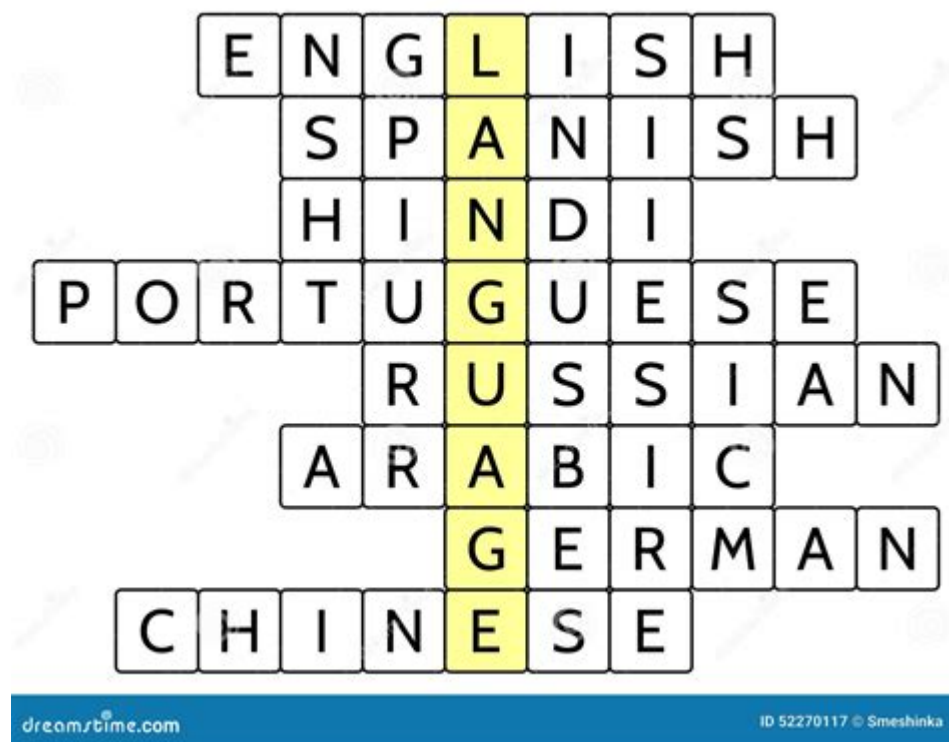 ENGLISH
SPANISH
HINDI
PORTUGUESE
RUSSIAN
ARABIC
GERMAN
CHINESE
dreamstime.com
ID 52270117 © Smeshinka